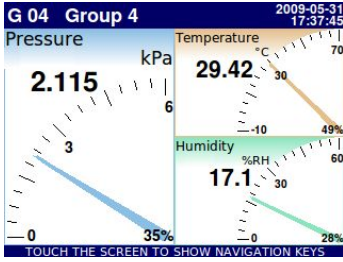 G 04 Group 4
2009-05-31
17:37:45
Pressure
kPa
2.115
6
3
0
35%
Temperature
°C
70
29.42
30
-10
49%
Humidity
%RH
60
17.1
30
0
28%
TOUCH THE SCREEN TO SHOW NAVIGATION KEYS